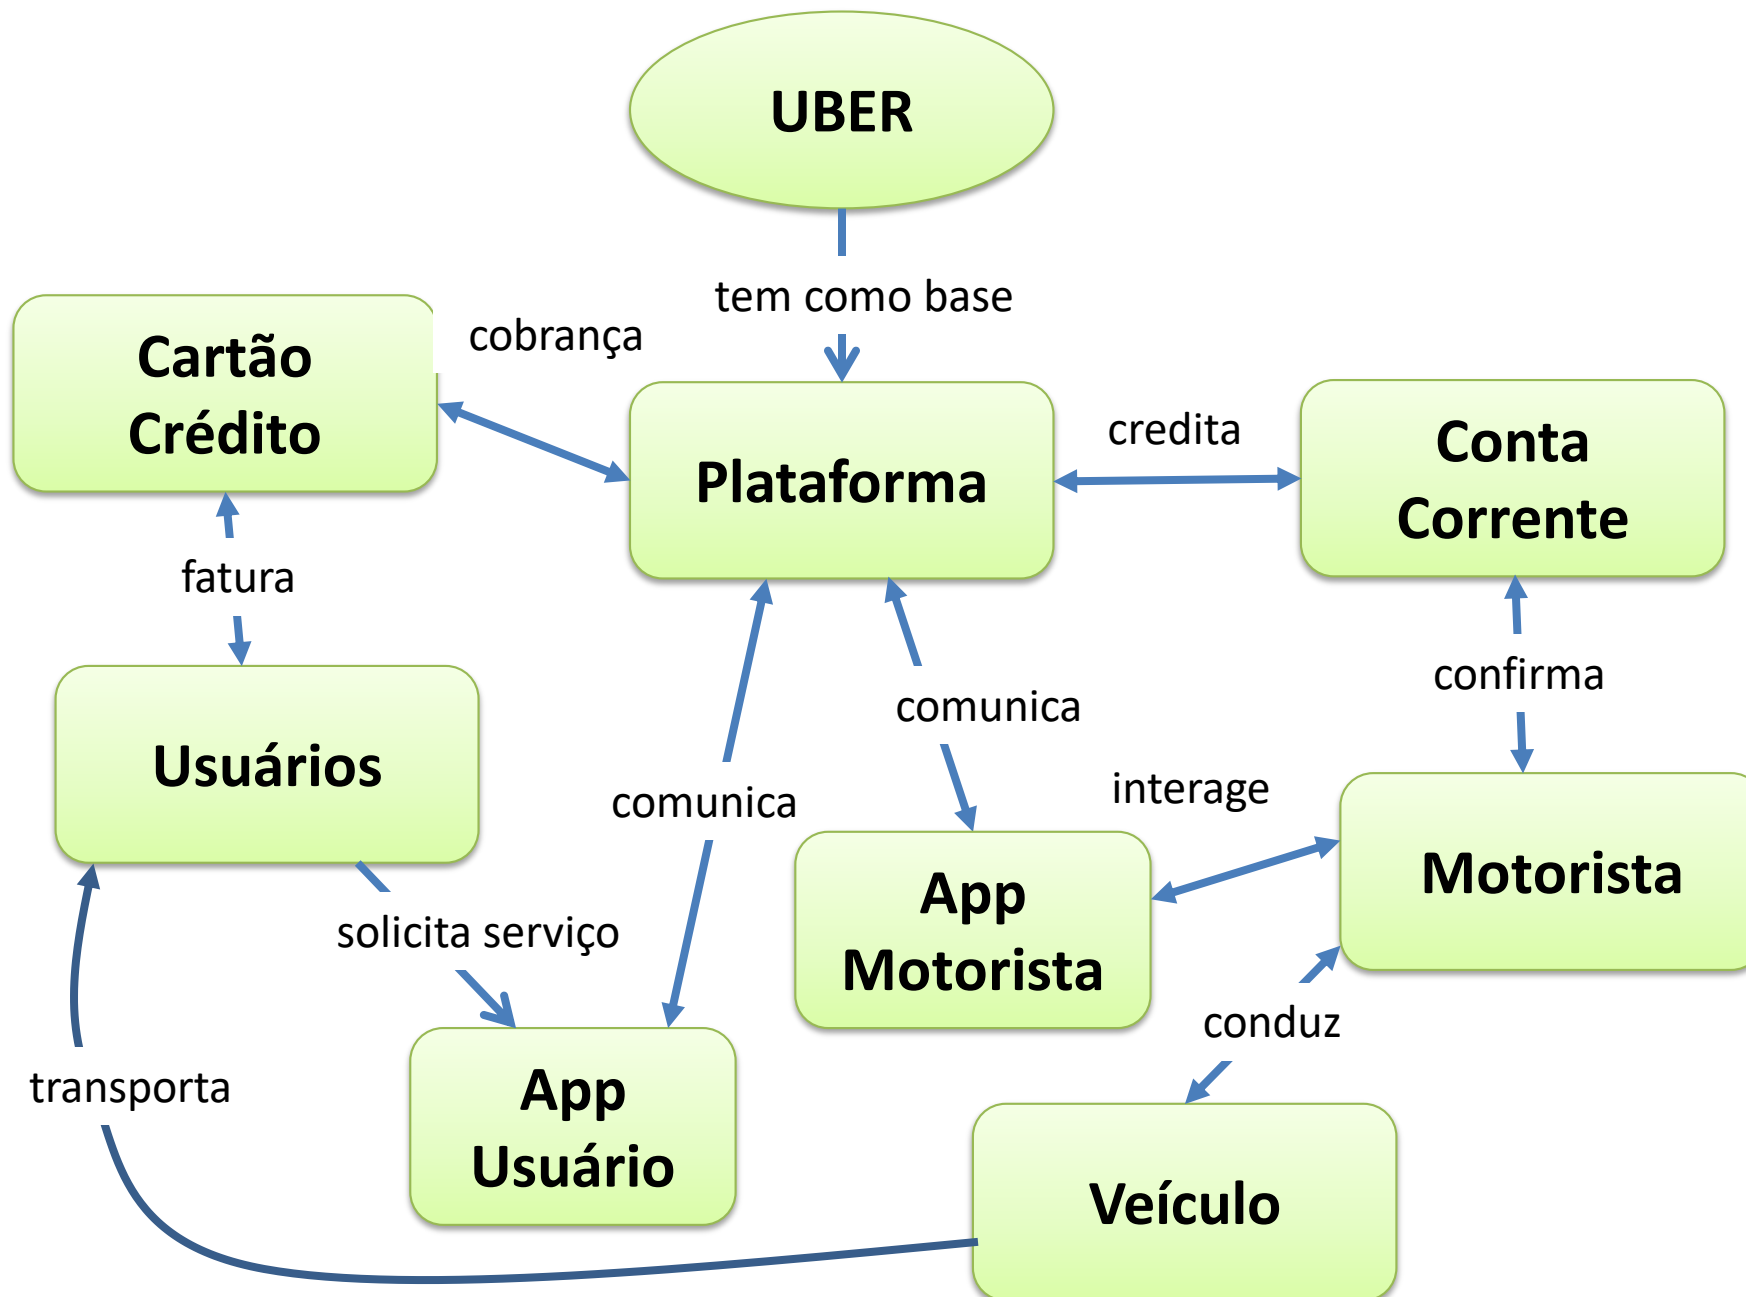 UBER
tem como base
cobrança
Cartão
Crédito
Plataforma
credita
Conta
Corrente
fatura
confirma
comunica
Usuários
interage
comunica
Motorista
App
Motorista
solicita serviço
conduz
transporta
App
Usuário
Veículo